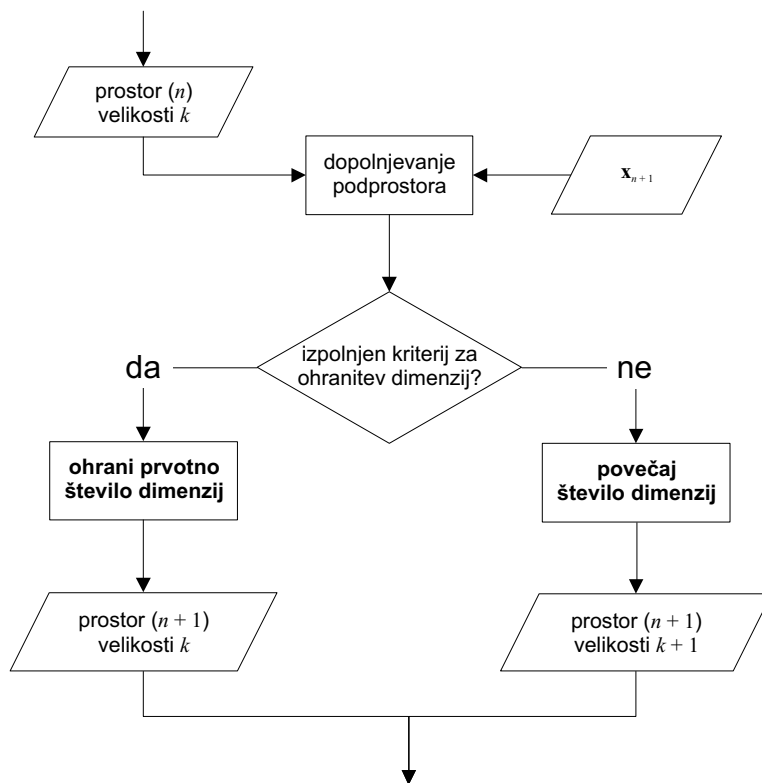 prostor (n)
velikosti k
dopolnjevanje
podprostora
x n + 1
izpolnjen kriterij za
ohranitev dimenzij?
da
ne
ohrani prvotno
število dimenzij
povečaj
število dimenzij
prostor (n + 1)
velikosti k
prostor (n + 1)
velikosti k + 1